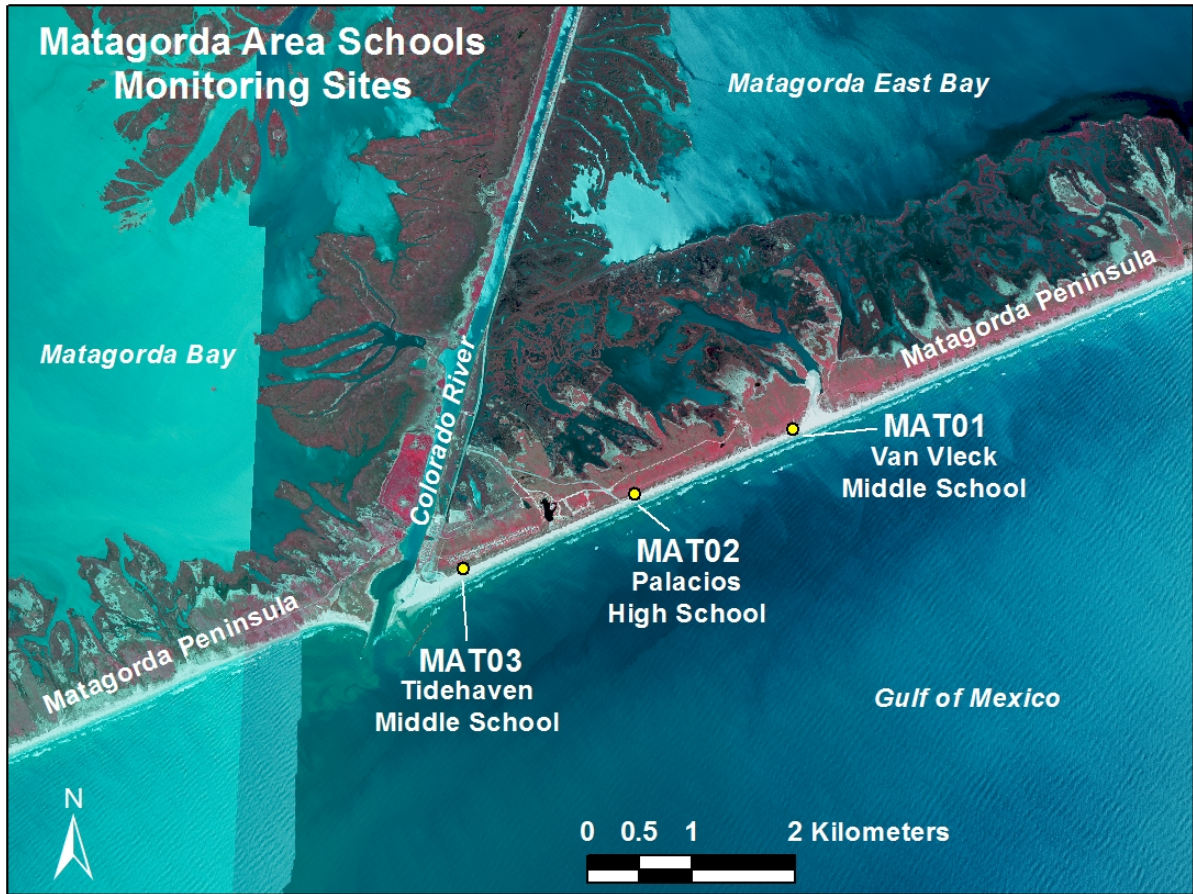 Matagorda Area Schools
Monitoring Sites
Matagorda East Bay
Matagorda Bay
Colorado River
Matagorda Peninsula
MAT01
Van Vleck
Middle School
MAT02
Palacios
High School
MAT03
Tidehaven
Middle School
Matagorda Peninsula
Gulf of Mexico
N
0 0.5 1 2 Kilometers